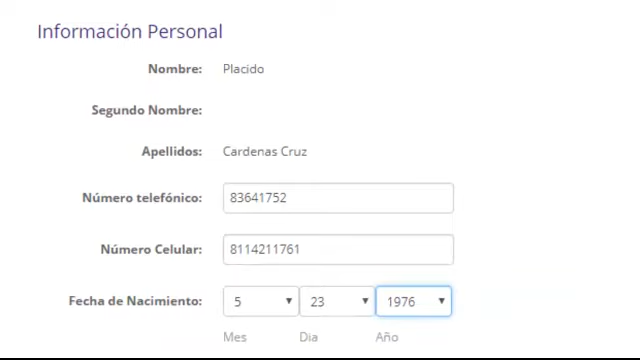 Información Personal
Nombre: Placido
Segundo Nombre:
Apellidos: Cardenas Cruz
Número telefónico: 83641752
Número Celular: 8114211761
Fecha de Nacimiento: 5 23 1976
Mes Dia Año